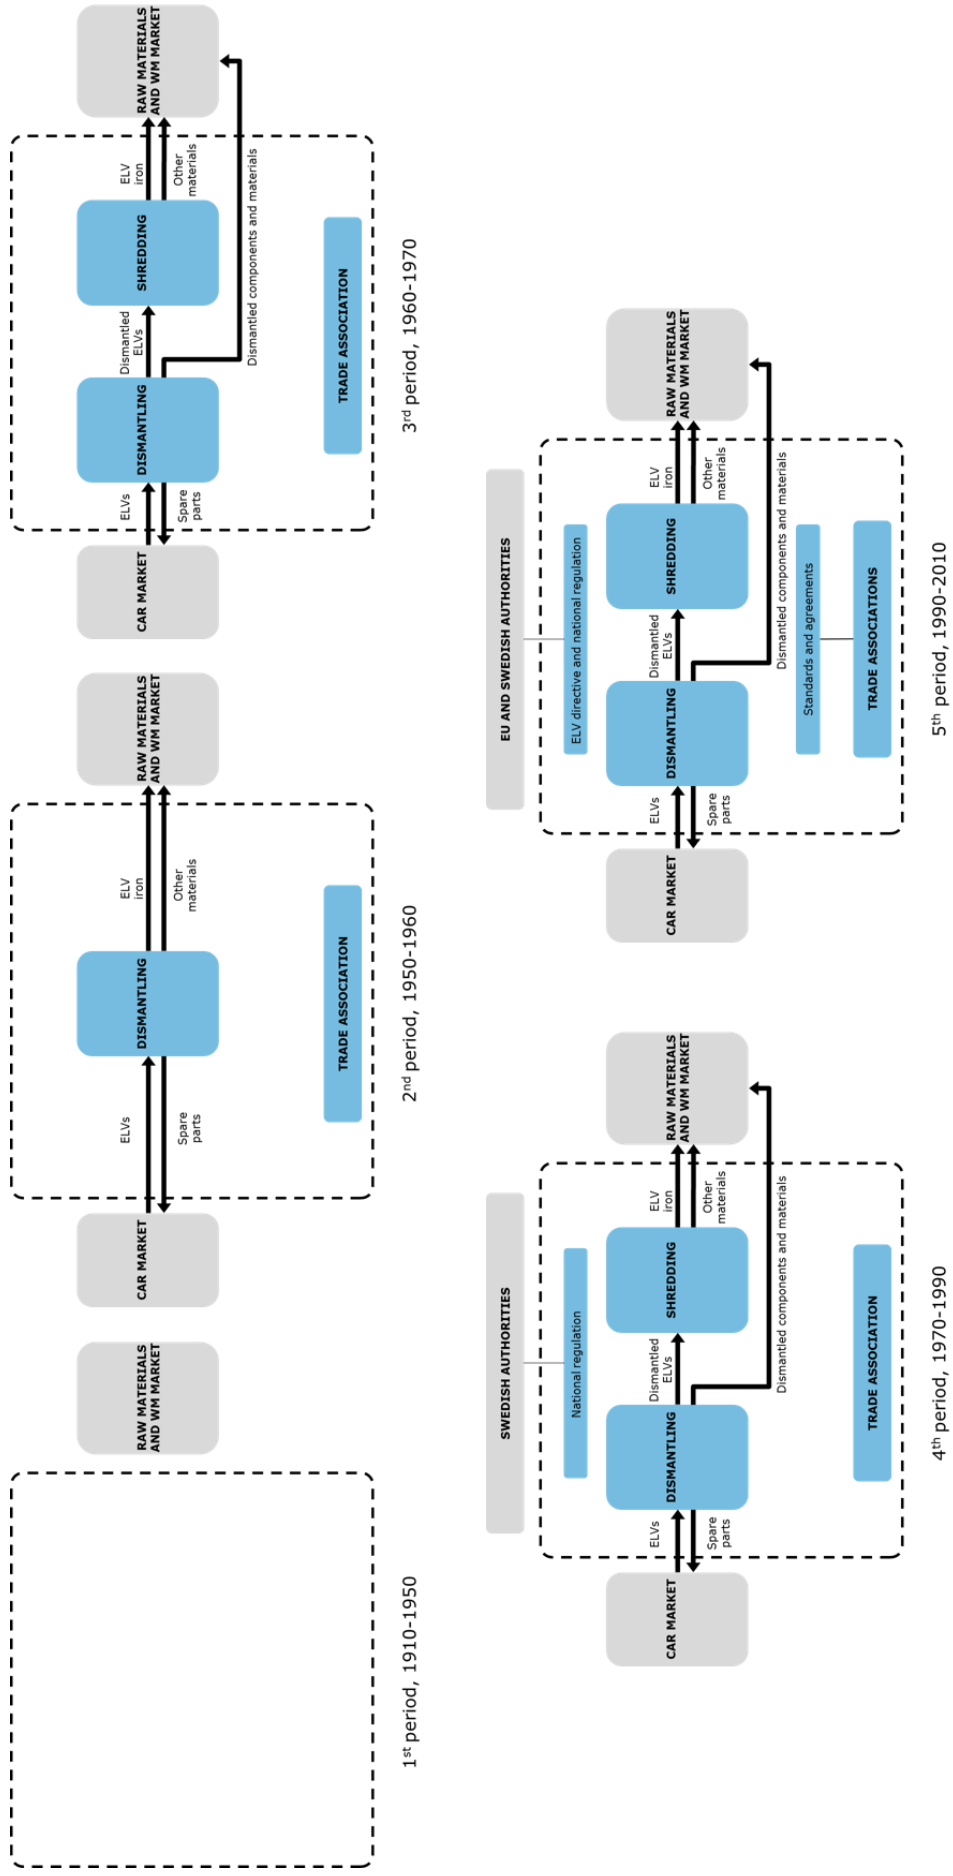 RAW MATERIALS
AND WM MARKET
1st period, 1910-1950
CAR MARKET
ELVs
Spare
parts
DISMANTLING
ELV
iron
Other
materials
RAW MATERIALS
AND WM MARKET
TRADE ASSOCIATION
2nd period, 1950-1960
CAR MARKET
ELVs
Spare
parts
DISMANTLING
Dismantled
ELVs
SHREDDING
ELV
iron
Other
materials
RAW MATERIALS
AND WM MARKET
Dismantled components and materials
TRADE ASSOCIATION
3rd period, 1960-1970
SWEDISH AUTHORITIES
National regulation
CAR MARKET
ELVs
Spare
parts
DISMANTLING
Dismantled
ELVs
SHREDDING
ELV
iron
Other
materials
RAW MATERIALS
AND WM MARKET
Dismantled components and materials
TRADE ASSOCIATION
4th period, 1970-1990
EU AND SWEDISH AUTHORITIES
ELV directive and national regulation
CAR MARKET
ELVs
Spare
parts
DISMANTLING
Dismantled
ELVs
SHREDDING
ELV
iron
Other
materials
RAW MATERIALS
AND WM MARKET
Dismantled components and materials
Standards and agreements
TRADE ASSOCIATIONS
5th period, 1990-2010